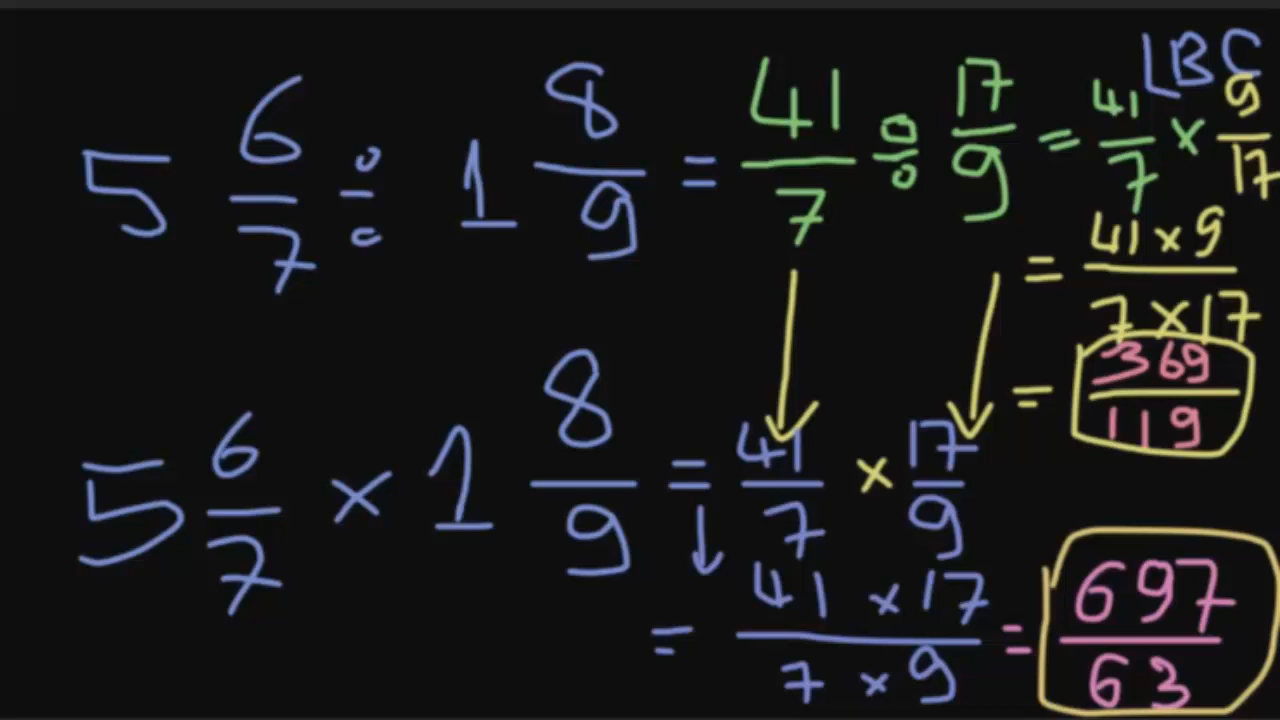 LBC
5 6/7 ÷ 1 8/9 = 41/7 ÷ 17/9 = 41/7 × 9/17
= 41 × 9 / 7 × 17
= 369/119
5 6/7 × 1 8/9 = 41/7 × 17/9
= 41 × 17 / 7 × 9 = 697/63